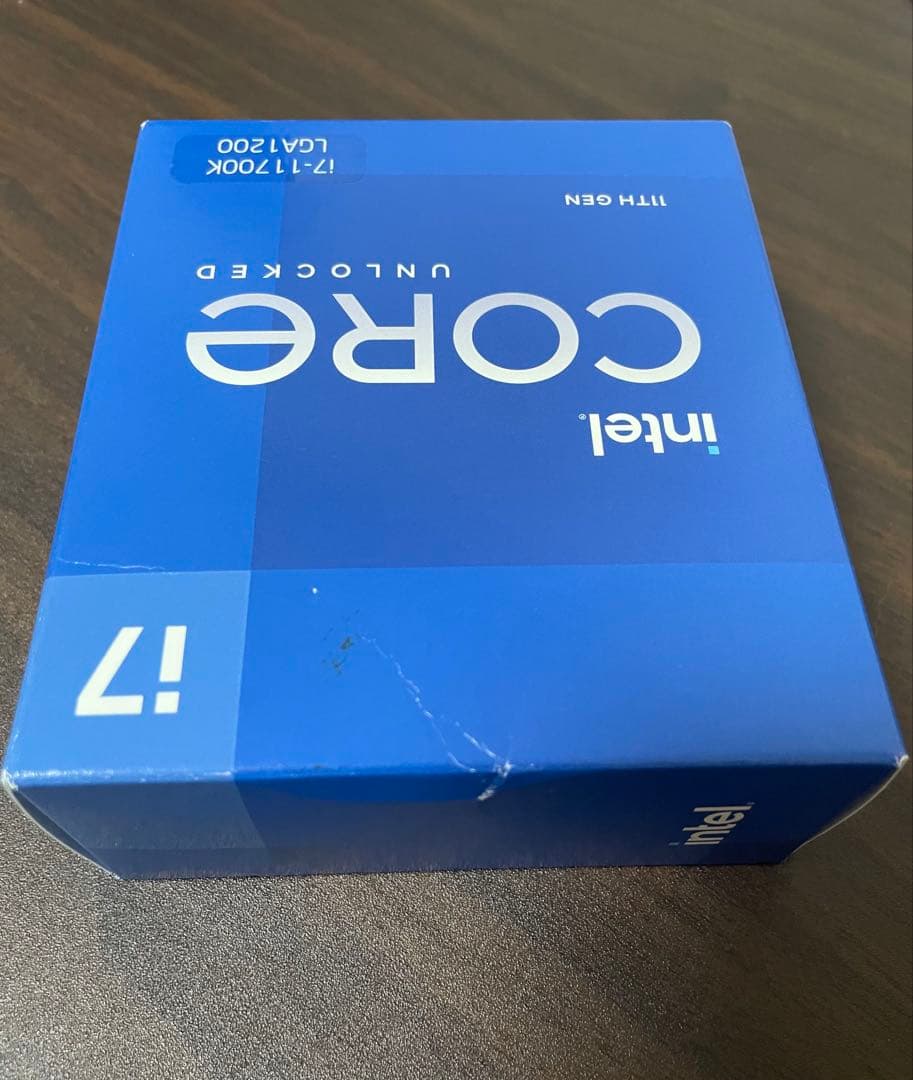 i7
intel
CORE
UNLOCKED
11TH GEN
i7-11700K
LGA1200
intel